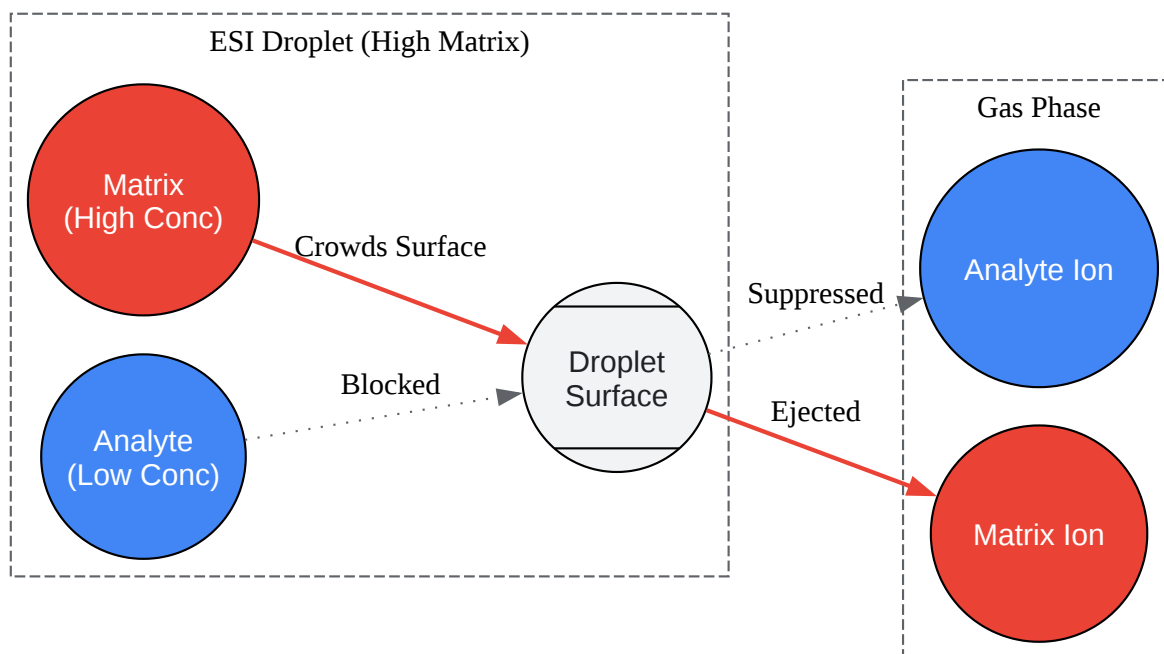 ESI Droplet (High Matrix)
Gas Phase
Matrix
(High Conc)
Crowds Surface
Analyte Ion
Suppressed
Droplet
Surface
Blocked
Ejected
Analyte
(Low Conc)
Matrix Ion